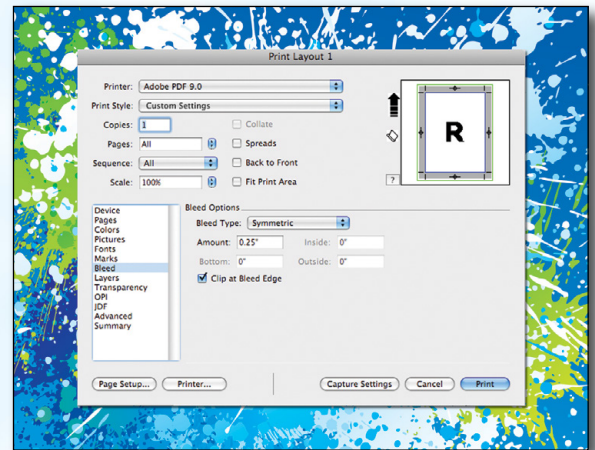 Print Layout 1
Printer: Adobe PDF 9.0
Print Style: Custom Settings
Copies: 1 Collate
Pages: All Spreads
Sequence: All Back to Front
Scale: 100% Fit Print Area
R
?
Device
Pages
Colors
Pictures
Fonts
Marks
Bleed
Layers
Transparency
OPI
JDF
Advanced
Summary
Bleed Options
Bleed Type: Symmetric
Amount: 0.25" Inside: 0"
Bottom: 0" Outside: 0"
Clip at Bleed Edge
Page Setup... Printer... Capture Settings Cancel Print